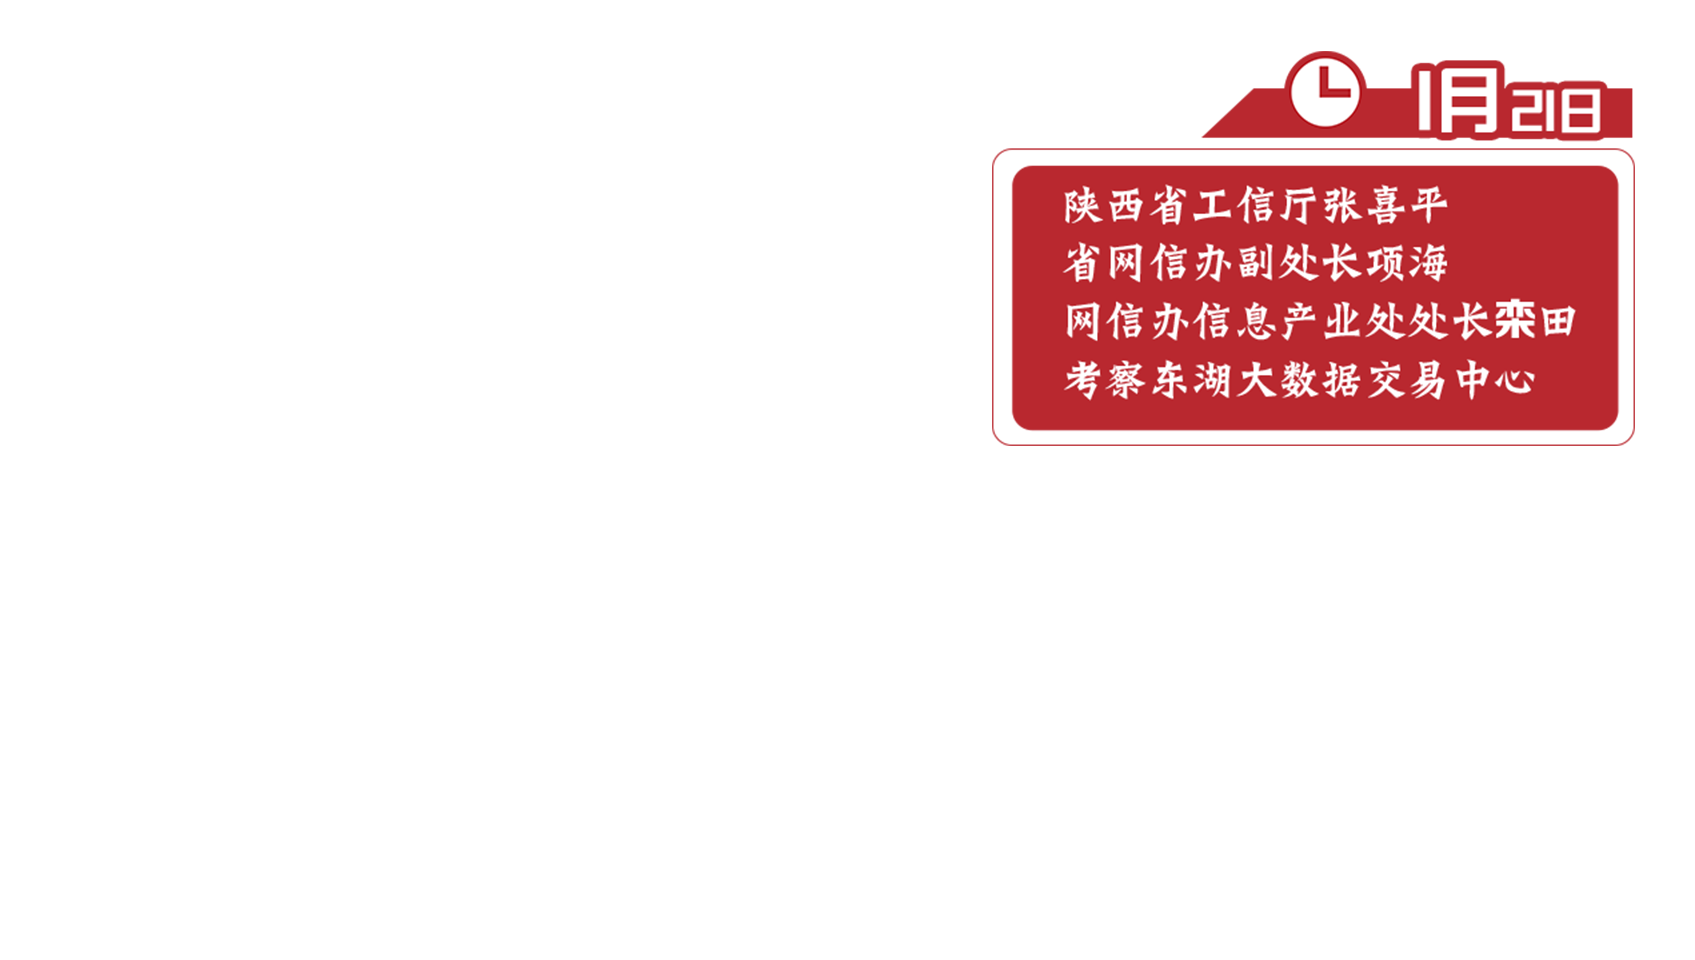 1月21日
陕西省工信厅张喜平
省网信办副处长项海
网信办信息产业处处长栾田
考察东湖大数据交易中心